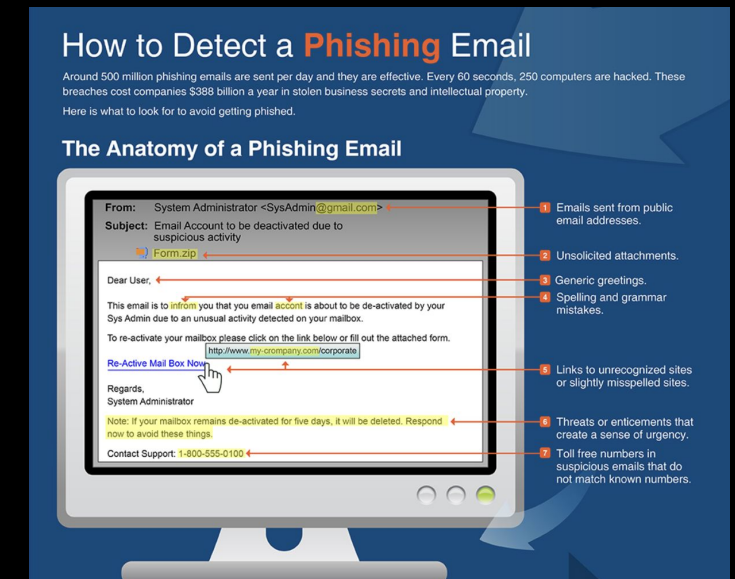 How to Detect a Phishing Email
Around 500 million phishing emails are sent per day and they are effective. Every 60 seconds, 250 computers are hacked. These
breaches cost companies $388 billion a year in stolen business secrets and intellectual property.
Here is what to look for to avoid getting phished.
The Anatomy of a Phishing Email
From: System Administrator <SysAdmin@gmail.com>
Subject: Email Account to be deactivated due to
suspicious activity
Form.zip
Dear User,
This email is to infrom you that you email accont is about to be de-activated by your
Sys Admin due to an unusual activity detected on your mailbox.
To re-activate your mailbox please click on the link below or fill out the attached form.
http://www.my-crompany.com/corporate
Re-Active Mail Box Now
Regards,
System Administrator
Note: If your mailbox remains de-activated for five days, it will be deleted. Respond
now to avoid these things.
Contact Support: 1-800-555-0100
1 Emails sent from public
email addresses.
2 Unsolicited attachments.
3 Generic greetings.
4 Spelling and grammar
mistakes.
5 Links to unrecognized sites
or slightly misspelled sites.
6 Threats or enticements that
create a sense of urgency.
7 Toll free numbers in
suspicious emails that do
not match known numbers.